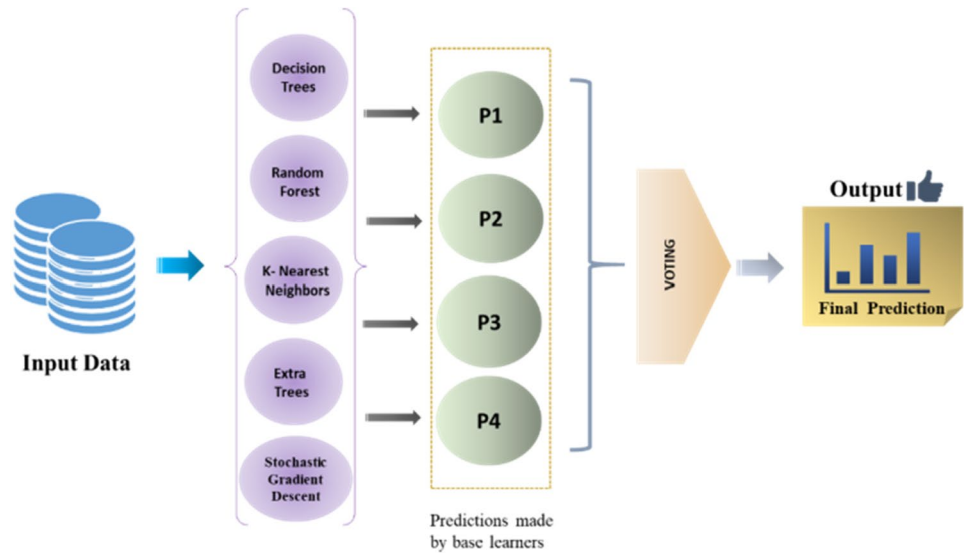 Input Data
Decision
Trees
Random
Forest
K- Nearest
Neighbors
Extra
Trees
Stochastic
Gradient
Descent
P1
P2
P3
P4
Predictions made
by base learners
VOTING
Output
Final Prediction